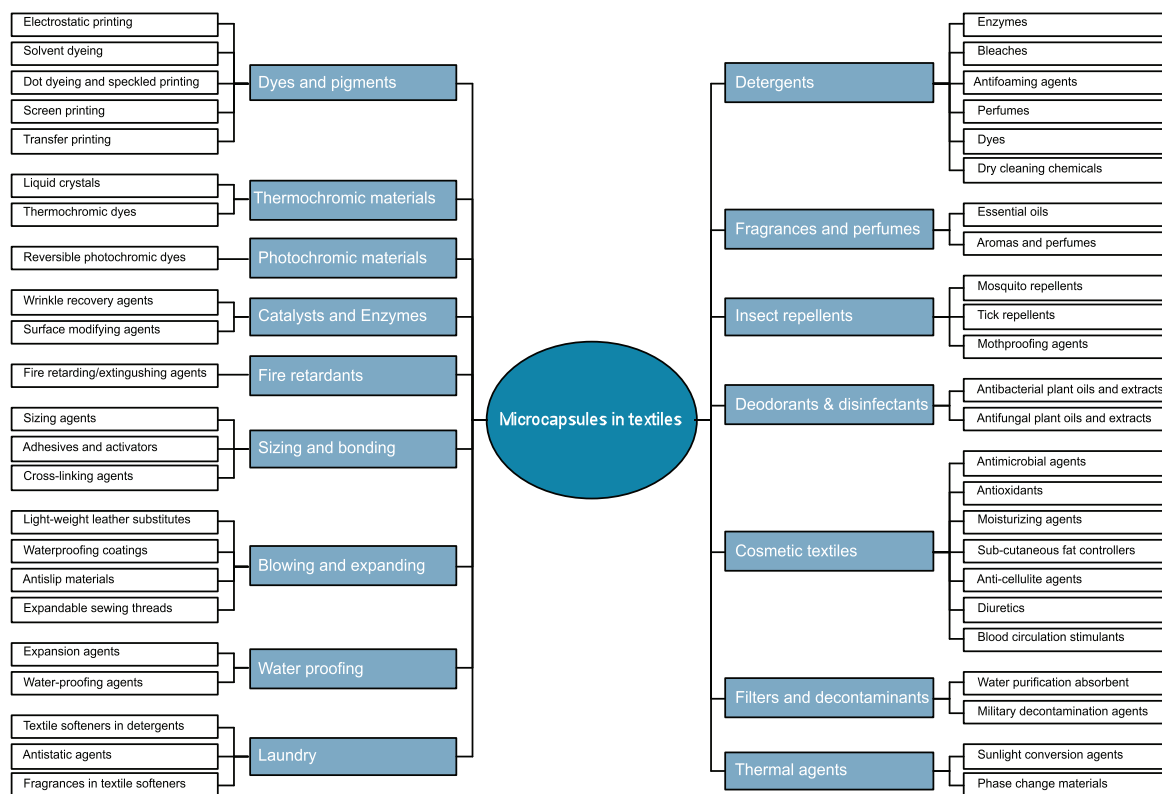 Electrostatic printing
Solvent dyeing
Dot dyeing and speckled printing
Screen printing
Transfer printing
Dyes and pigments
Liquid crystals
Thermochromic dyes
Thermochromic materials
Reversible photochromic dyes
Photochromic materials
Wrinkle recovery agents
Surface modifying agents
Catalysts and Enzymes
Fire retarding/extingushing agents
Fire retardants
Sizing agents
Adhesives and activators
Cross-linking agents
Sizing and bonding
Light-weight leather substitutes
Waterproofing coatings
Antislip materials
Expandable sewing threads
Blowing and expanding
Expansion agents
Water-proofing agents
Water proofing
Textile softeners in detergents
Antistatic agents
Fragrances in textile softeners
Laundry
Microcapsules in textiles
Detergents
Enzymes
Bleaches
Antifoaming agents
Perfumes
Dyes
Dry cleaning chemicals
Fragrances and perfumes
Essential oils
Aromas and perfumes
Insect repellents
Mosquito repellents
Tick repellents
Mothproofing agents
Deodorants & disinfectants
Antibacterial plant oils and extracts
Antifungal plant oils and extracts
Cosmetic textiles
Antimicrobial agents
Antioxidants
Moisturizing agents
Sub-cutaneous fat controllers
Anti-cellulite agents
Diuretics
Blood circulation stimulants
Filters and decontaminants
Water purification absorbent
Military decontamination agents
Thermal agents
Sunlight conversion agents
Phase change materials